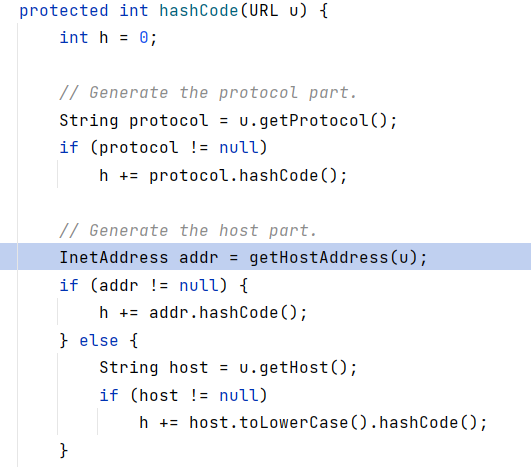 protected int hashCode(URL u) {
    int h = 0;

    // Generate the protocol part.
    String protocol = u.getProtocol();
    if (protocol != null)
        h += protocol.hashCode();

    // Generate the host part.
    InetAddress addr = getHostAddress(u);
    if (addr != null) {
        h += addr.hashCode();
    } else {
        String host = u.getHost();
        if (host != null)
            h += host.toLowerCase().hashCode();
    }